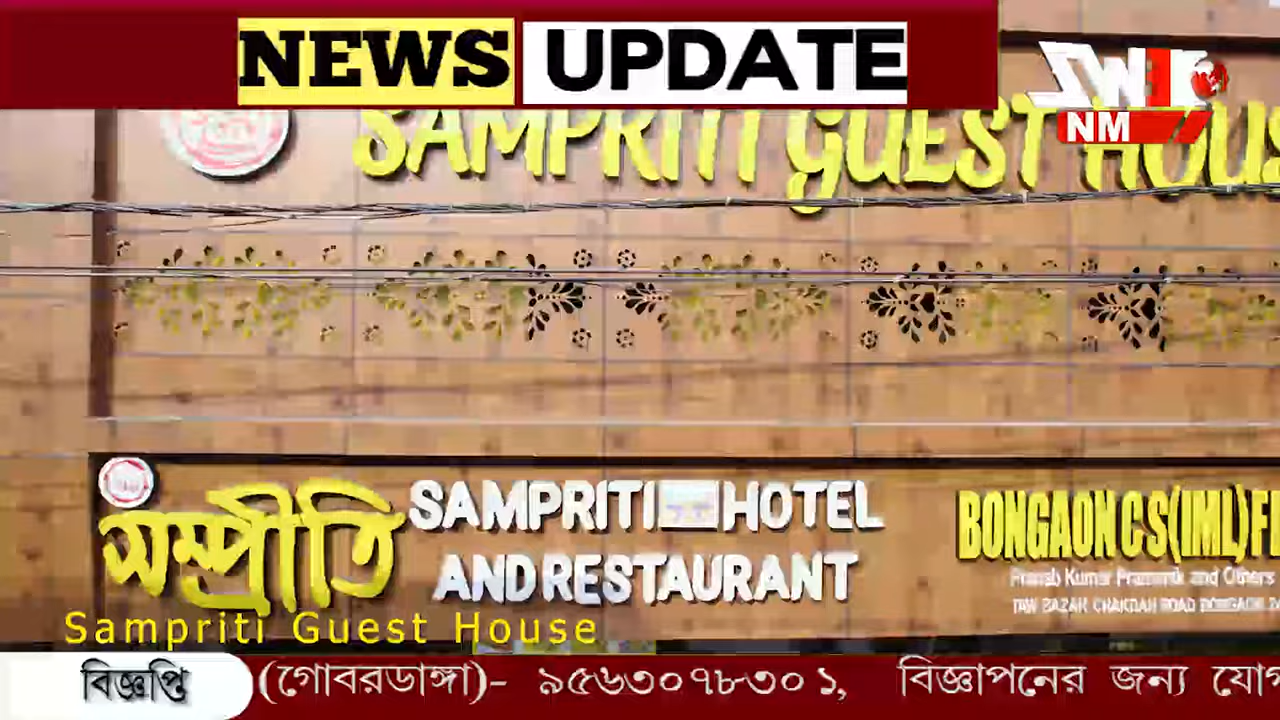 NEWS UPDATE
NM
SAMPRITI GUEST HOUS
সম্প্রীতি
SAMPRITI HOTEL
AND RESTAURANT
BONGAON C S(IML)F
Pranab Kumar Pramanik and Others
Sampriti Guest House
বিজ্ঞপ্তি
(গোবরডাঙ্গা)- ৯৫৬৩০৭৮৩০১, বিজ্ঞাপনের জন্য যোগ